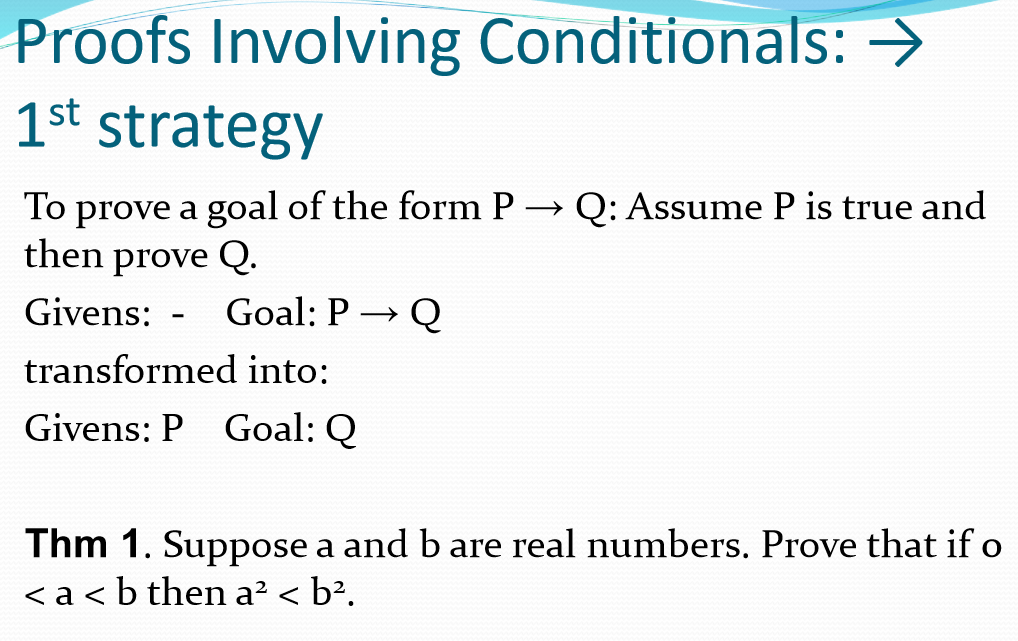 Proofs Involving Conditionals: →
1st strategy
To prove a goal of the form P → Q: Assume P is true and
then prove Q.
Givens: - Goal: P → Q
transformed into:
Givens: P Goal: Q
Thm 1. Suppose a and b are real numbers. Prove that if 0
< a < b then a² < b².